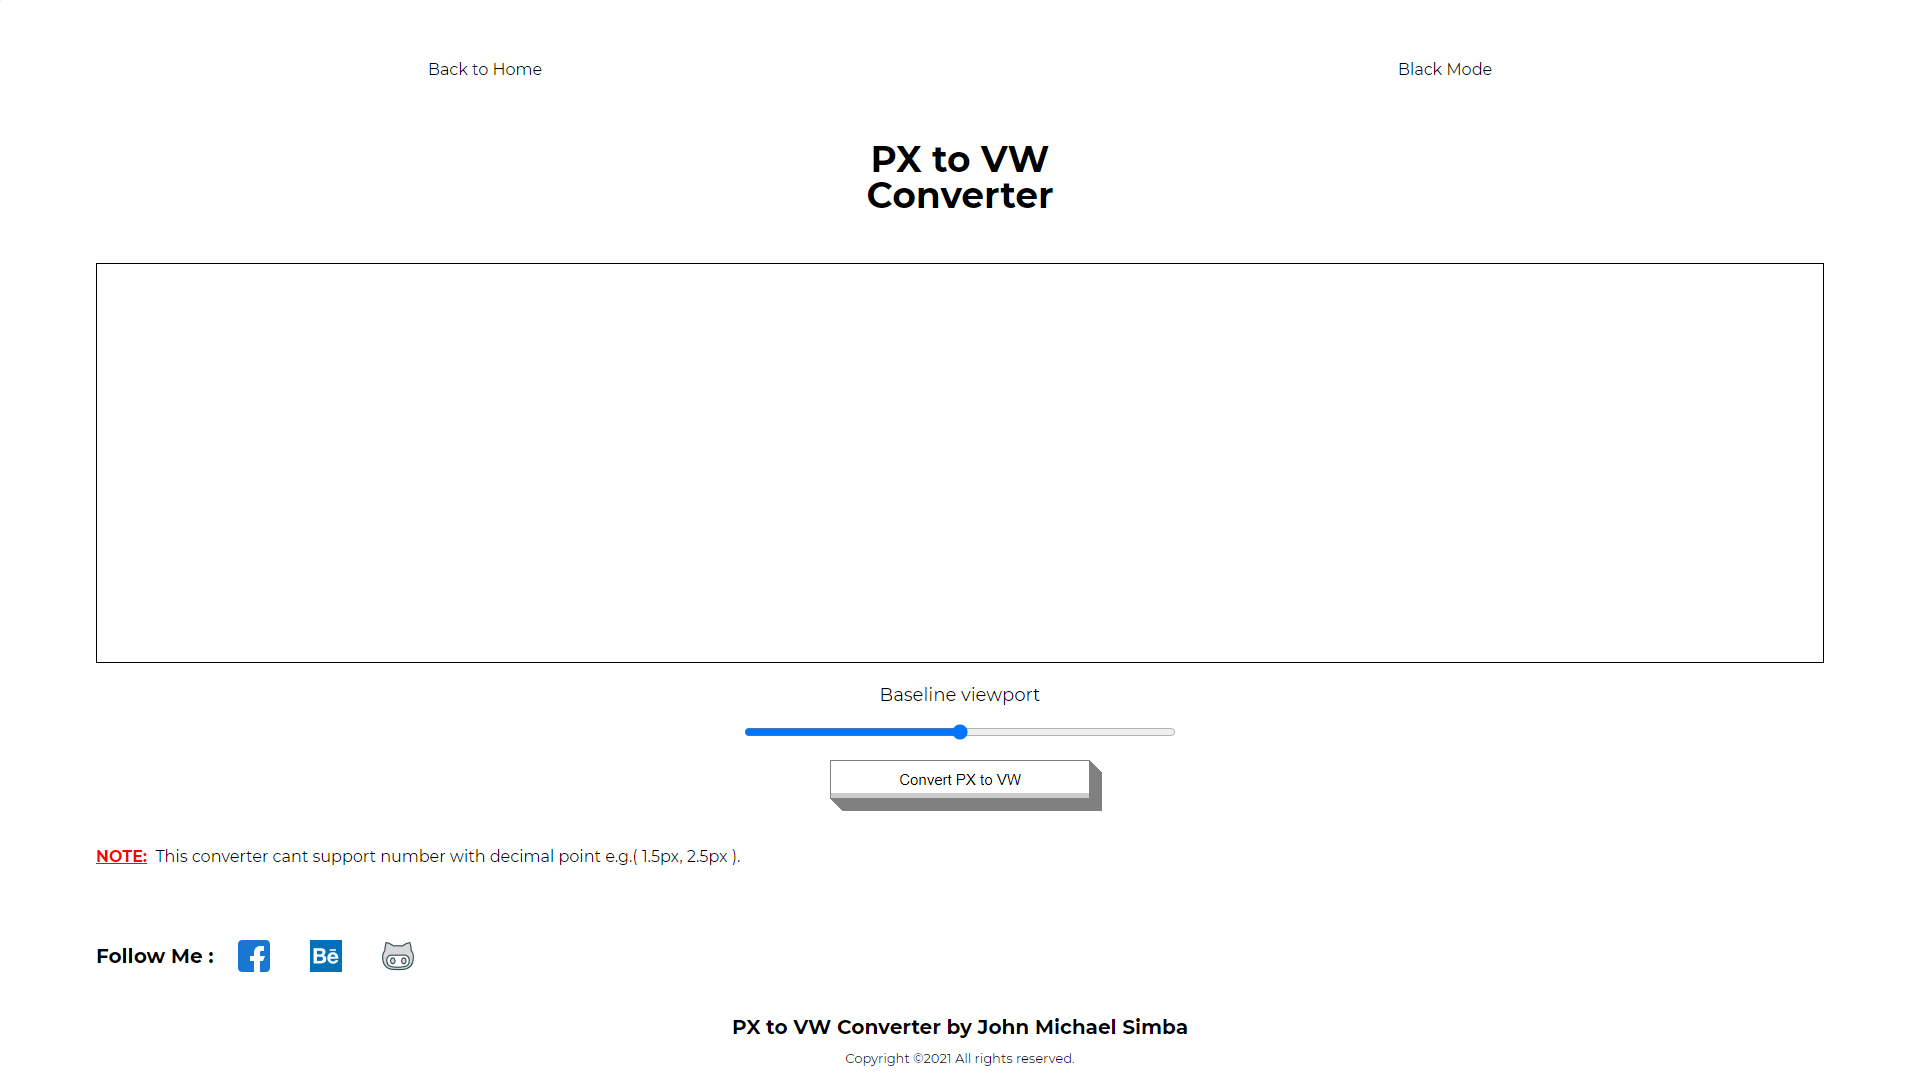 Back to Home
Black Mode
PX to VW
Converter
Baseline viewport
Convert PX to VW
NOTE: This converter cant support number with decimal point e.g.( 1.5px, 2.5px ).
Follow Me :
Bē
PX to VW Converter by John Michael Simba
Copyright ©2021 All rights reserved.